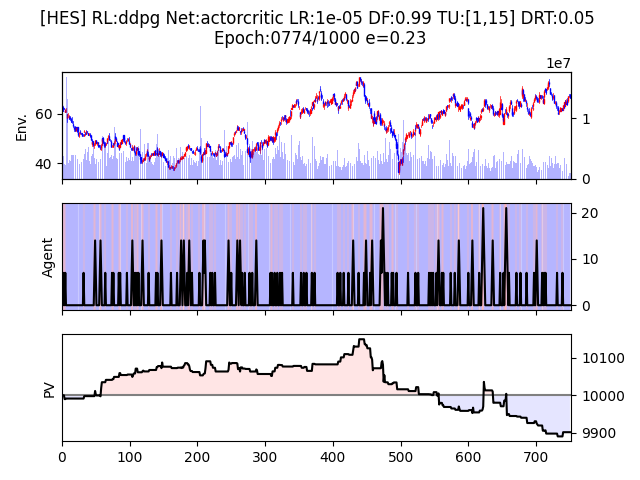 [HES] RL:ddpg Net:actorcritic LR:1e-05 DF:0.99 TU:[1,15] DRT:0.05
Epoch:0774/1000 e=0.23
1e7
Env.
60
40
1
0
Agent
20
10
0
PV
10100
10000
9900
0 100 200 300 400 500 600 700